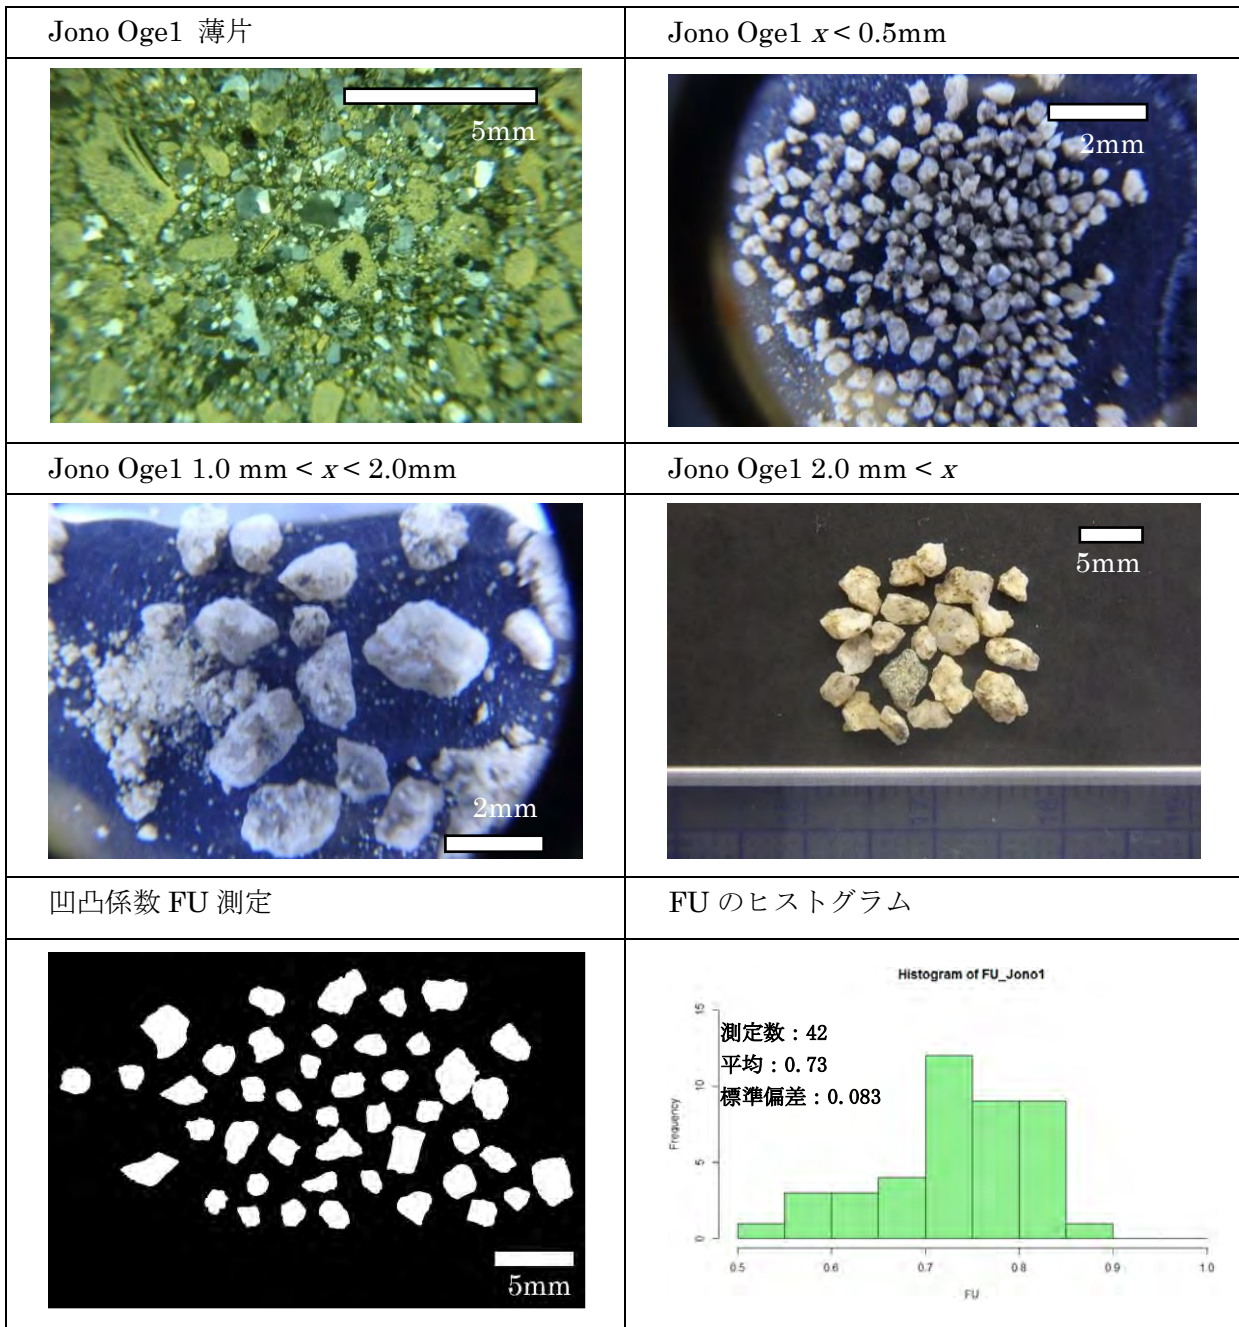 Jono Oge1 薄片
Jono Oge1 x < 0.5mm
5mm
2mm
Jono Oge1 1.0 mm < x < 2.0mm
Jono Oge1 2.0 mm < x
2mm
5mm
凹凸係数 FU 測定
FU のヒストグラム
5mm
Histogram of FU_Jono1
測定数：42
平均：0.73
標準偏差：0.083
Frequency
15
10
5
0
0.5 0.6 0.7 0.8 0.9 1.0
FU